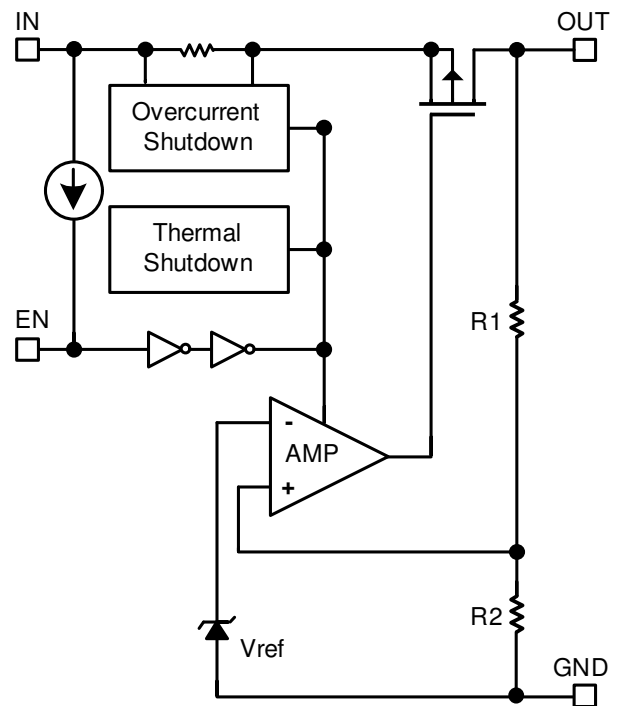 IN
OUT
Overcurrent
Shutdown
Thermal
Shutdown
EN
R1
-
AMP
+
R2
Vref
GND